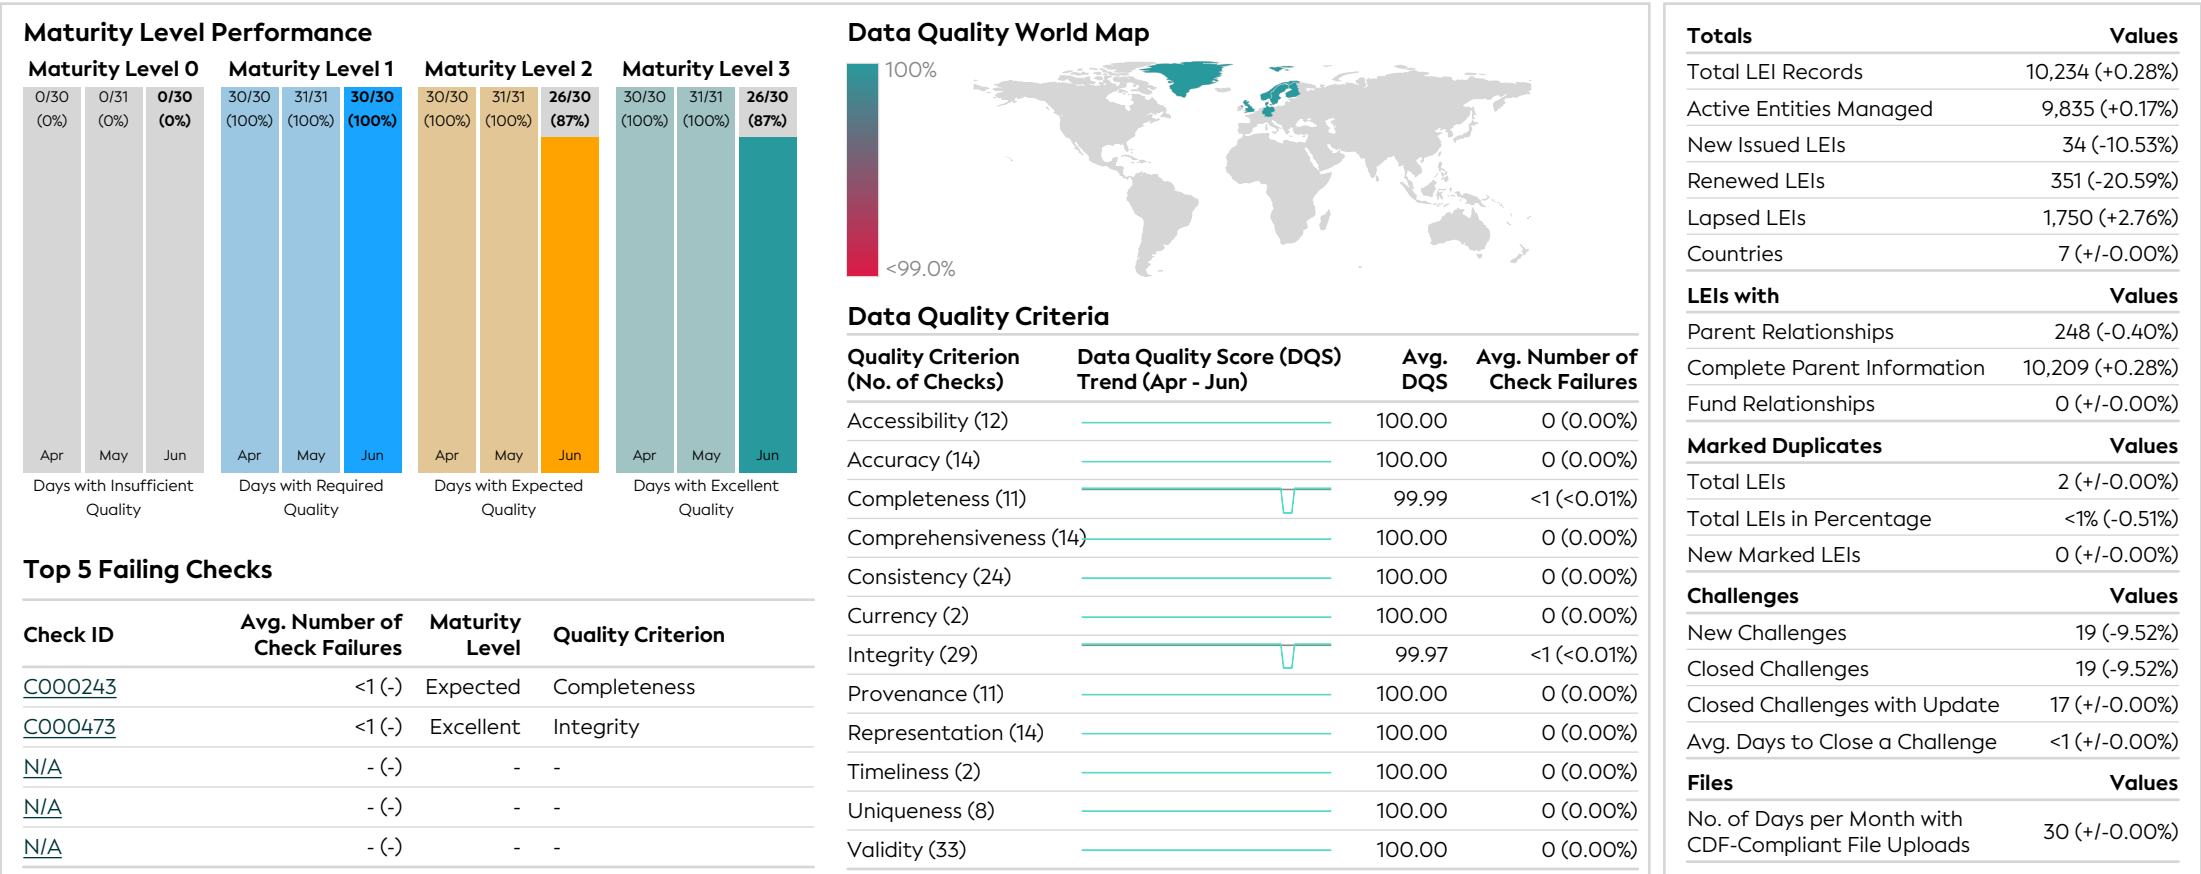 Maturity Level Performance
Maturity Level 0 Maturity Level 1 Maturity Level 2 Maturity Level 3
0/30 0/31 0/30 30/30 31/31 30/30 30/30 31/31 26/30 30/30 31/31 26/30
(0%) (0%) (0%) (100%) (100%) (100%) (100%) (100%) (87%) (100%) (100%) (87%)
Apr May Jun Apr May Jun Apr May Jun Apr May Jun
Days with Insufficient Days with Required Days with Expected Days with Excellent
Quality Quality Quality Quality
Top 5 Failing Checks
Avg. Number of Maturity
Check ID Check Failures Level Quality Criterion
C000243 <1 (-) Expected Completeness
C000473 <1 (-) Excellent Integrity
N/A - (-) - -
N/A - (-) - -
N/A - (-) - -
Data Quality World Map
100%
<99.0%
Data Quality Criteria
Quality Criterion Data Quality Score (DQS) Avg. Avg. Number of
(No. of Checks) Trend (Apr - Jun) DQS Check Failures
Accessibility (12) 100.00 0 (0.00%)
Accuracy (14) 100.00 0 (0.00%)
Completeness (11) 99.99 <1 (<0.01%)
Comprehensiveness (14) 100.00 0 (0.00%)
Consistency (24) 100.00 0 (0.00%)
Currency (2) 100.00 0 (0.00%)
Integrity (29) 99.97 <1 (<0.01%)
Provenance (11) 100.00 0 (0.00%)
Representation (14) 100.00 0 (0.00%)
Timeliness (2) 100.00 0 (0.00%)
Uniqueness (8) 100.00 0 (0.00%)
Validity (33) 100.00 0 (0.00%)
Totals Values
Total LEI Records 10,234 (+0.28%)
Active Entities Managed 9,835 (+0.17%)
New Issued LEIs 34 (-10.53%)
Renewed LEIs 351 (-20.59%)
Lapsed LEIs 1,750 (+2.76%)
Countries 7 (+/-0.00%)
LEIs with Values
Parent Relationships 248 (-0.40%)
Complete Parent Information 10,209 (+0.28%)
Fund Relationships 0 (+/-0.00%)
Marked Duplicates Values
Total LEIs 2 (+/-0.00%)
Total LEIs in Percentage <1% (-0.51%)
New Marked LEIs 0 (+/-0.00%)
Challenges Values
New Challenges 19 (-9.52%)
Closed Challenges 19 (-9.52%)
Closed Challenges with Update 17 (+/-0.00%)
Avg. Days to Close a Challenge <1 (+/-0.00%)
Files Values
No. of Days per Month with
CDF-Compliant File Uploads 30 (+/-0.00%)